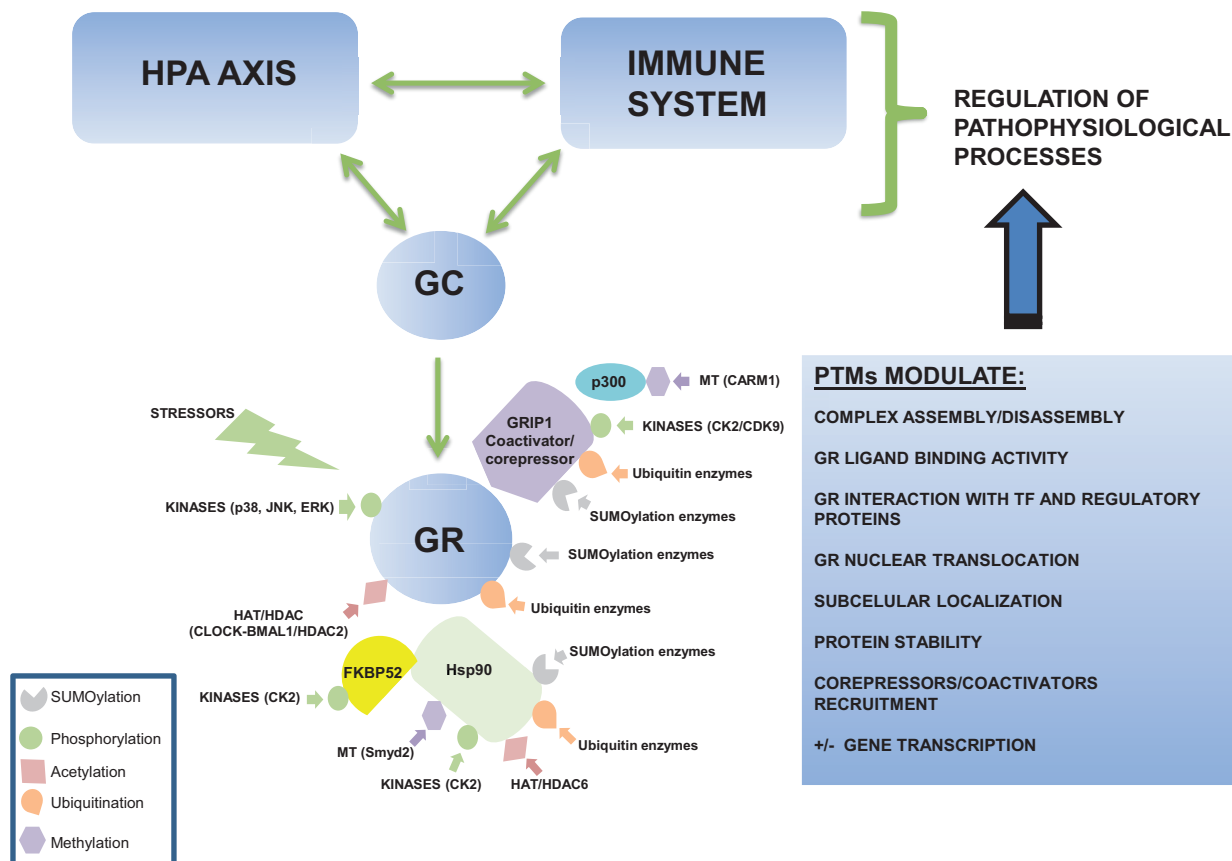 HPA AXIS
IMMUNE
SYSTEM
REGULATION OF
PATHOPHYSIOLOGICAL
PROCESSES
GC
STRESSORS
p300
MT (CARM1)
GRIP1
Coactivator/
corepressor
KINASES (CK2/CDK9)
Ubiquitin enzymes
SUMOylation enzymes
KINASES (p38, JNK, ERK)
GR
SUMOylation enzymes
Ubiquitin enzymes
HAT/HDAC
(CLOCK-BMAL1/HDAC2)
FKBP52
Hsp90
SUMOylation enzymes
KINASES (CK2)
Ubiquitin enzymes
MT (Smyd2)
KINASES (CK2)
HAT/HDAC6
PTMs MODULATE:
COMPLEX ASSEMBLY/DISASSEMBLY
GR LIGAND BINDING ACTIVITY
GR INTERACTION WITH TF AND REGULATORY
PROTEINS
GR NUCLEAR TRANSLOCATION
SUBCELULAR LOCALIZATION
PROTEIN STABILITY
COREPRESSORS/COACTIVATORS
RECRUITMENT
+/- GENE TRANSCRIPTION
SUMOylation
Phosphorylation
Acetylation
Ubiquitination
Methylation